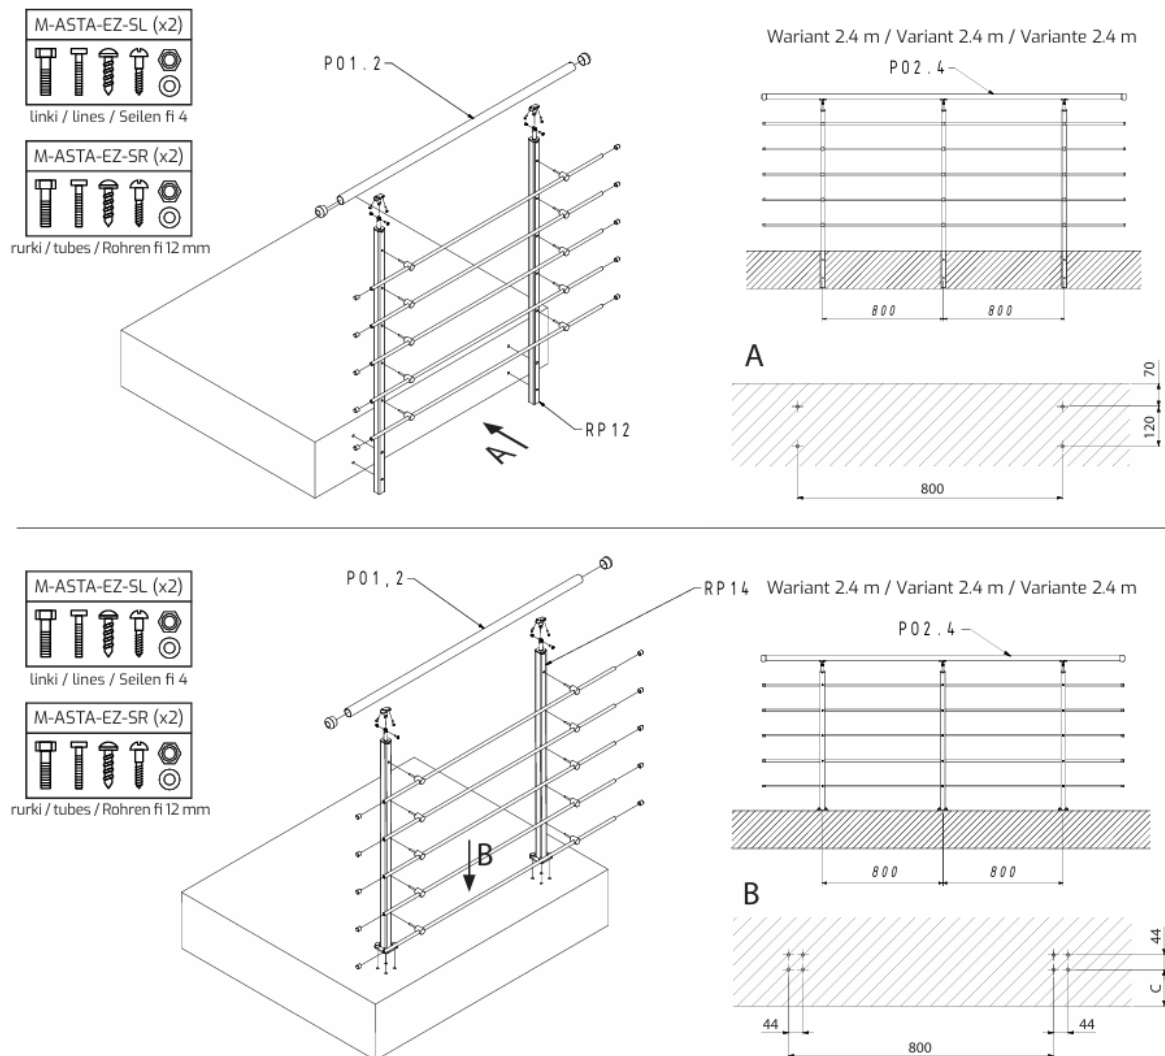 M-ASTA-EZ-SL (x2)
linki / lines / Seilen fi 4
M-ASTA-EZ-SR (x2)
rurki / tubes / Rohren fi 12 mm
P01.2
RP12
A
Wariant 2.4 m / Variant 2.4 m / Variante 2.4 m
P02.4
800
800
A
70
120
800
M-ASTA-EZ-SL (x2)
linki / lines / Seilen fi 4
M-ASTA-EZ-SR (x2)
rurki / tubes / Rohren fi 12 mm
P01,2
RP14
B
Wariant 2.4 m / Variant 2.4 m / Variante 2.4 m
P02.4
800
800
B
44
C
44
44
800